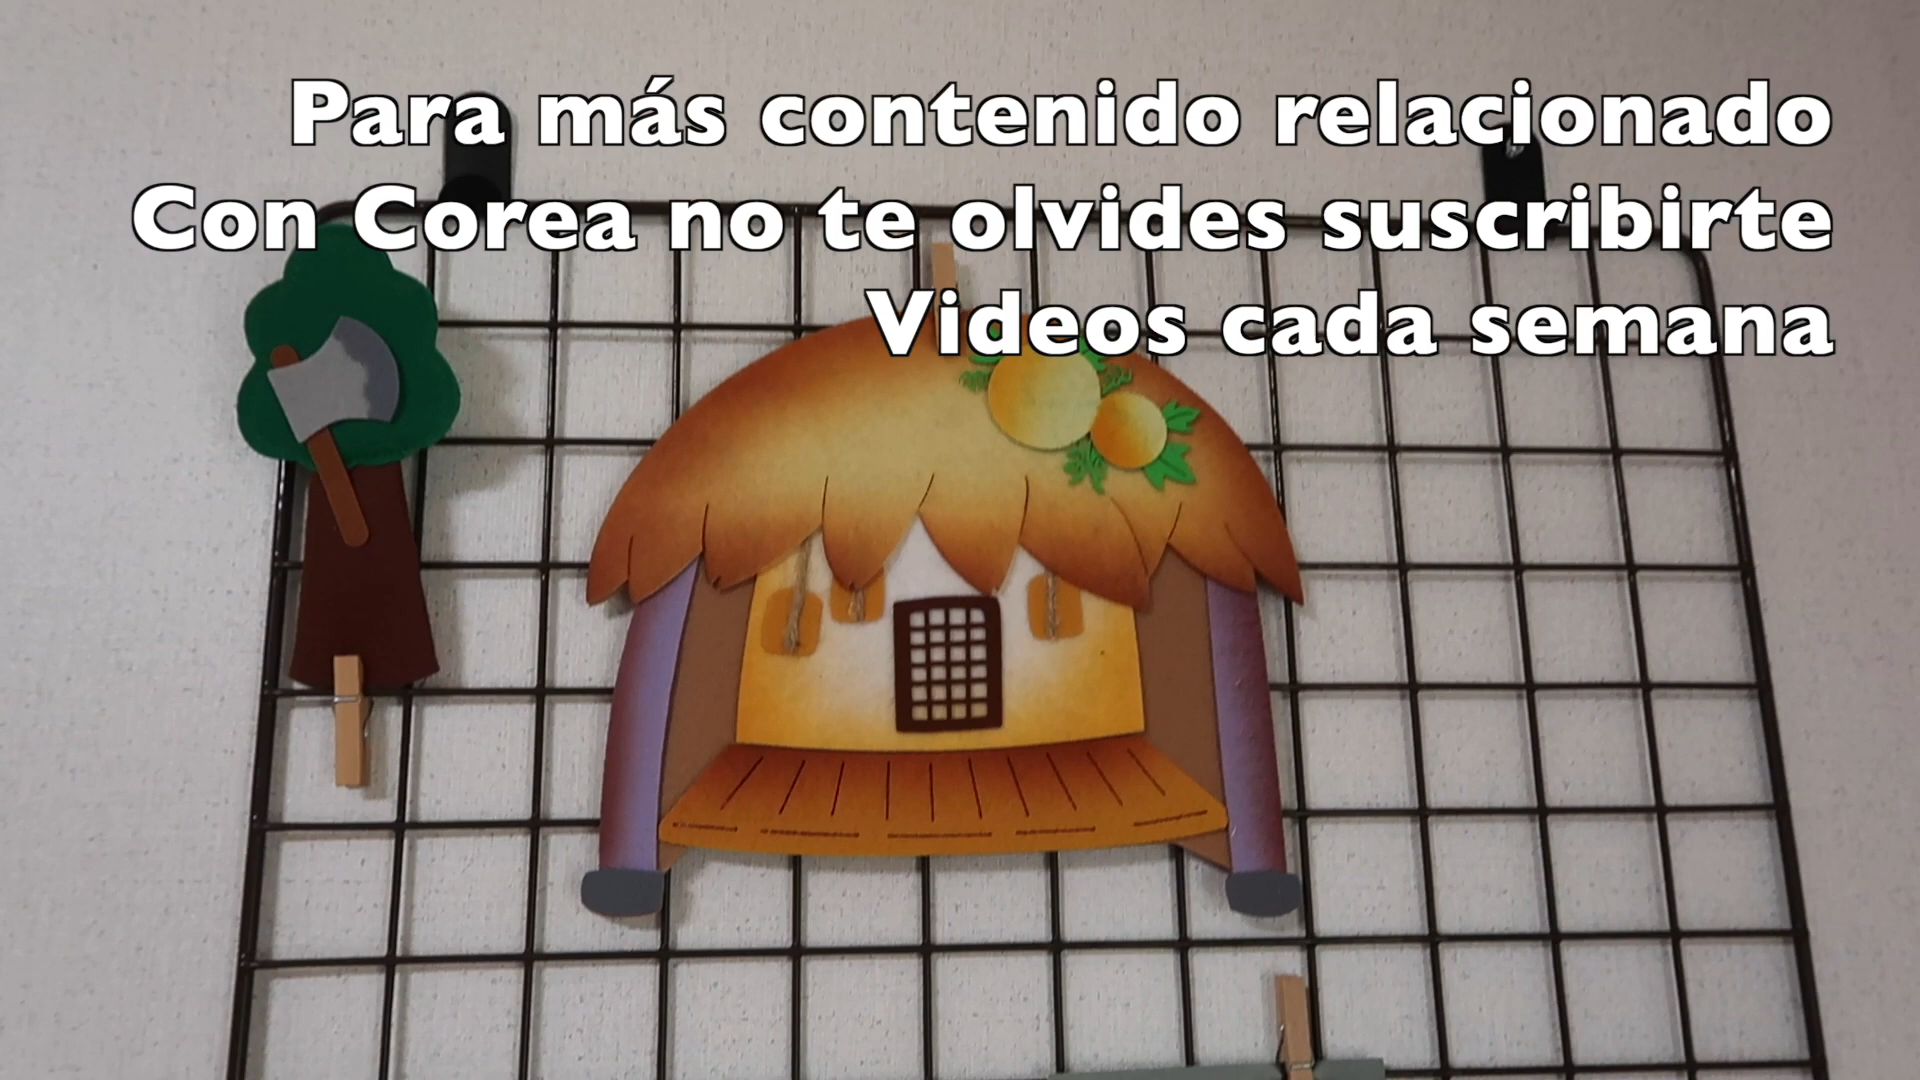 Para más contenido relacionado
Con Corea no te olvides suscribirte
Videos cada semana